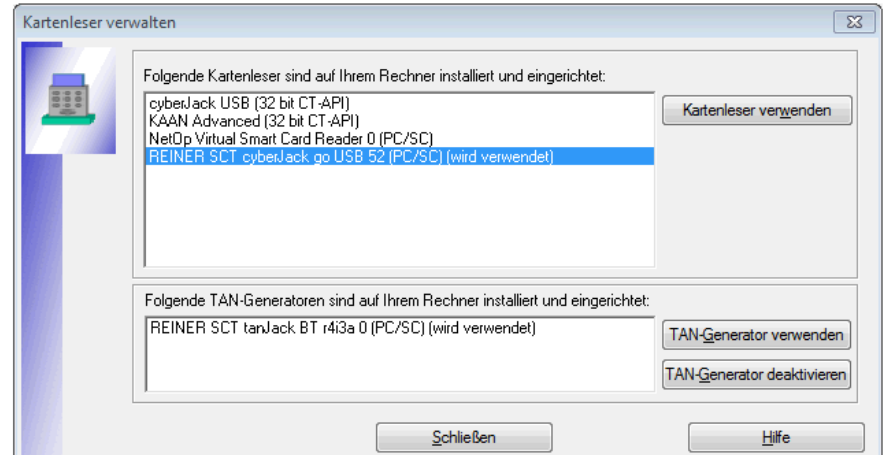 Kartenleser verwalten
Folgende Kartenleser sind auf Ihrem Rechner installiert und eingerichtet:
cyberJack USB (32 bit CT-API)
KAAN Advanced (32 bit CT-API)
NetOp Virtual Smart Card Reader 0 (PC/SC)
REINER SCT cyberJack go USB 52 (PC/SC) (wird verwendet)
Kartenleser verwenden
Folgende TAN-Generatoren sind auf Ihrem Rechner installiert und eingerichtet:
REINER SCT tanJack BT r4i3a 0 (PC/SC) (wird verwendet)
TAN-Generator verwenden
TAN-Generator deaktivieren
Schließen
Hilfe